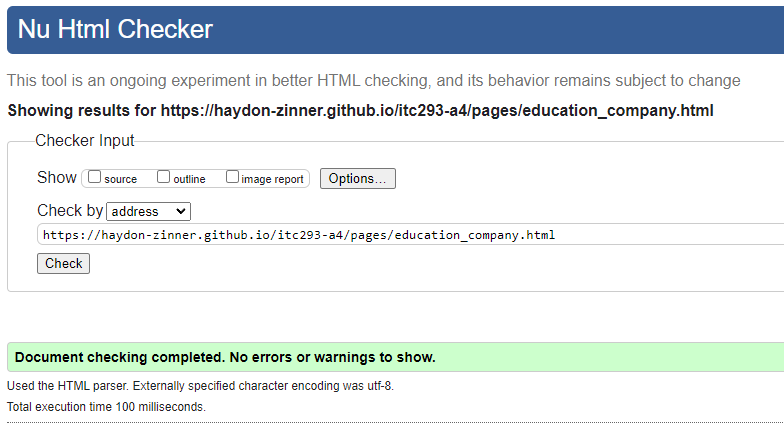 Nu Html Checker
This tool is an ongoing experiment in better HTML checking, and its behavior remains subject to change
Showing results for https://haydon-zinner.github.io/itc293-a4/pages/education_company.html
Checker Input
Show source outline image report Options...
Check by address
https://haydon-zinner.github.io/itc293-a4/pages/education_company.html
Check
Document checking completed. No errors or warnings to show.
Used the HTML parser. Externally specified character encoding was utf-8.
Total execution time 100 milliseconds.